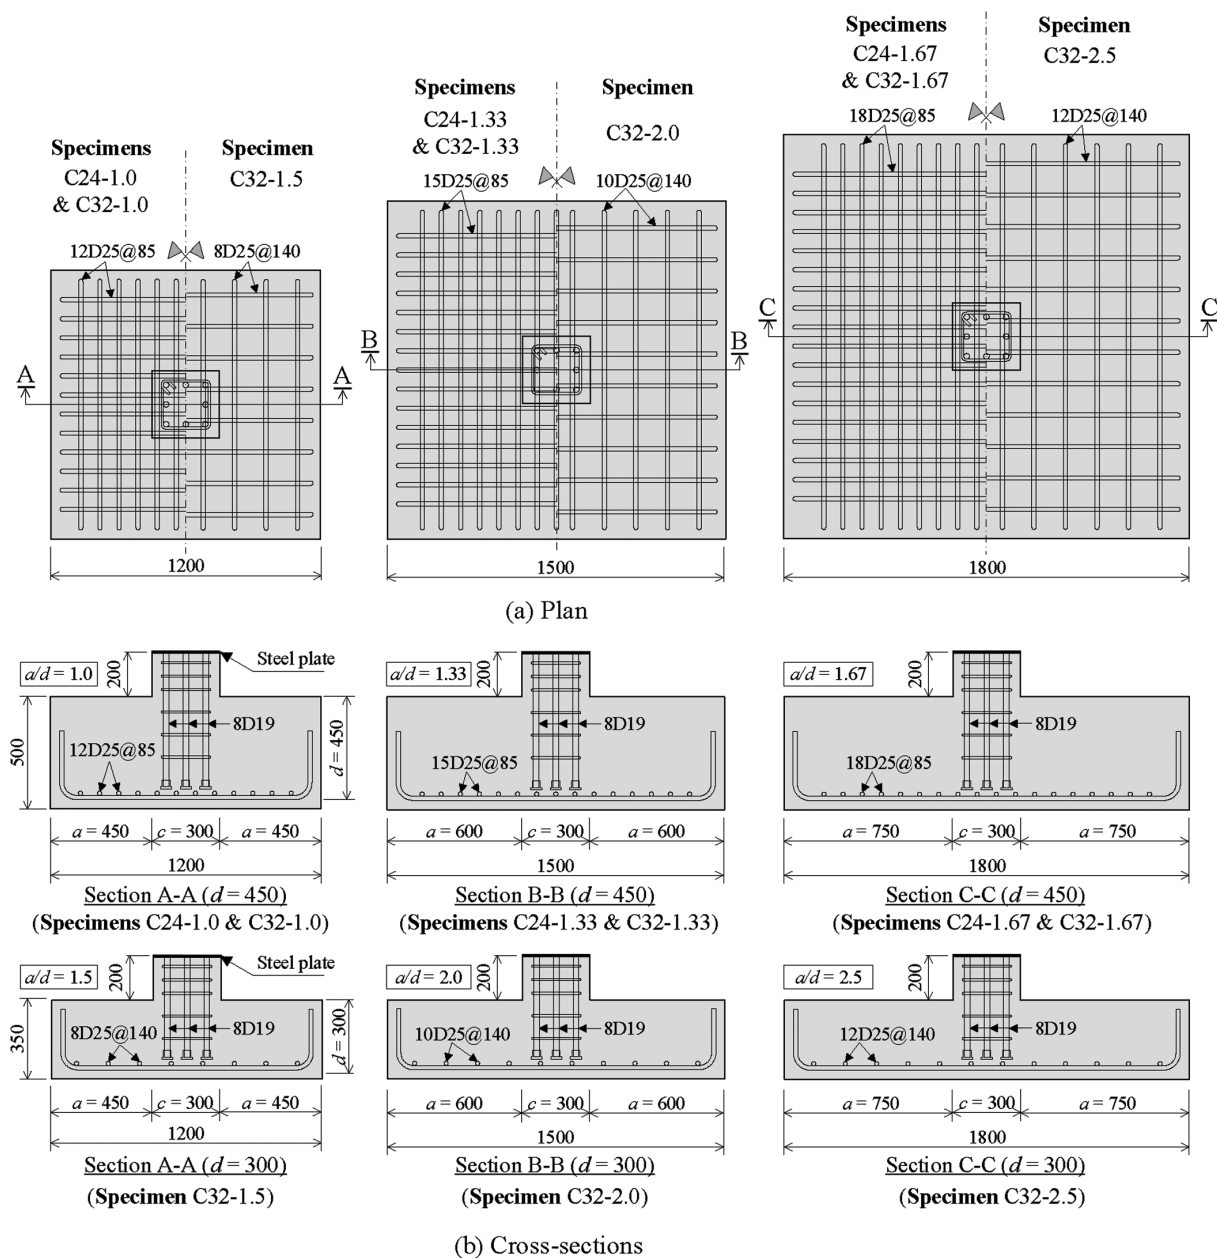 Specimens
C24-1.0
& C32-1.0
Specimen
C32-1.5
12D25@85
8D25@140
A
A
1200
Specimens
C24-1.33
& C32-1.33
Specimen
C32-2.0
15D25@85
10D25@140
B
B
1500
Specimens
C24-1.67
& C32-1.67
Specimen
C32-2.5
18D25@85
12D25@140
C
C
1800
(a) Plan
a/d = 1.0
200
Steel plate
500
8D19
12D25@85
d = 450
a = 450
c = 300
a = 450
1200
Section A-A (d = 450)
(Specimens C24-1.0 & C32-1.0)
a/d = 1.33
200
8D19
15D25@85
a = 600
c = 300
a = 600
1500
Section B-B (d = 450)
(Specimens C24-1.33 & C32-1.33)
a/d = 1.67
200
8D19
18D25@85
a = 750
c = 300
a = 750
1800
Section C-C (d = 450)
(Specimens C24-1.67 & C32-1.67)
a/d = 1.5
200
Steel plate
350
8D25@140
8D19
d = 300
a = 450
c = 300
a = 450
1200
Section A-A (d = 300)
(Specimen C32-1.5)
a/d = 2.0
200
10D25@140
8D19
a = 600
c = 300
a = 600
1500
Section B-B (d = 300)
(Specimen C32-2.0)
a/d = 2.5
200
12D25@140
8D19
a = 750
c = 300
a = 750
1800
Section C-C (d = 300)
(Specimen C32-2.5)
(b) Cross-sections